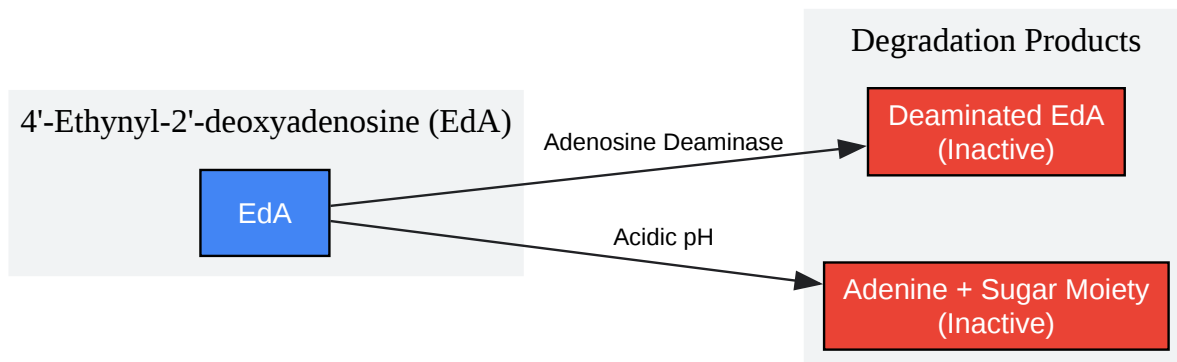 Degradation Products
4'-Ethynyl-2'-deoxyadenosine (EdA)
EdA
Adenosine Deaminase
Deaminated EdA
(Inactive)
Acidic pH
Adenine + Sugar Moiety
(Inactive)